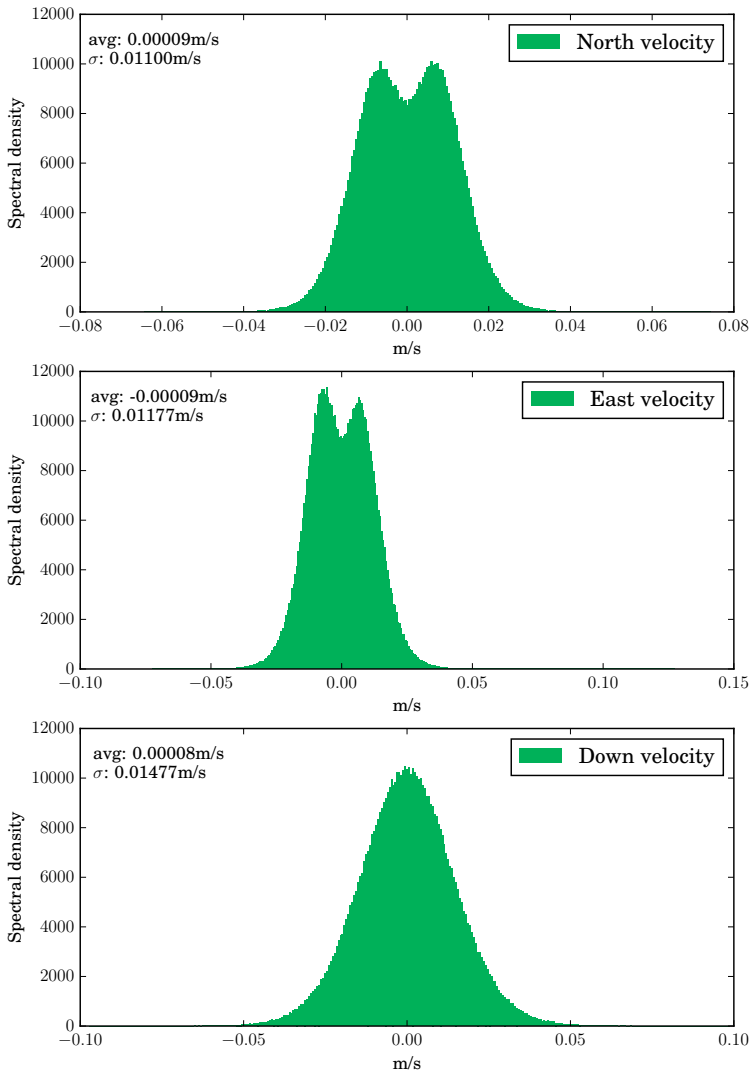 12000
avg: 0.00009m/s
σ: 0.01100m/s
North velocity
10000
8000
6000
4000
2000
0
Spectral density
−0.08 −0.06 −0.04 −0.02 0.00 0.02 0.04 0.06 0.08
m/s
12000
avg: -0.00009m/s
σ: 0.01177m/s
East velocity
10000
8000
6000
4000
2000
0
Spectral density
−0.10 −0.05 0.00 0.05 0.10 0.15
m/s
12000
avg: 0.00008m/s
σ: 0.01477m/s
Down velocity
10000
8000
6000
4000
2000
0
Spectral density
−0.10 −0.05 0.00 0.05 0.10
m/s